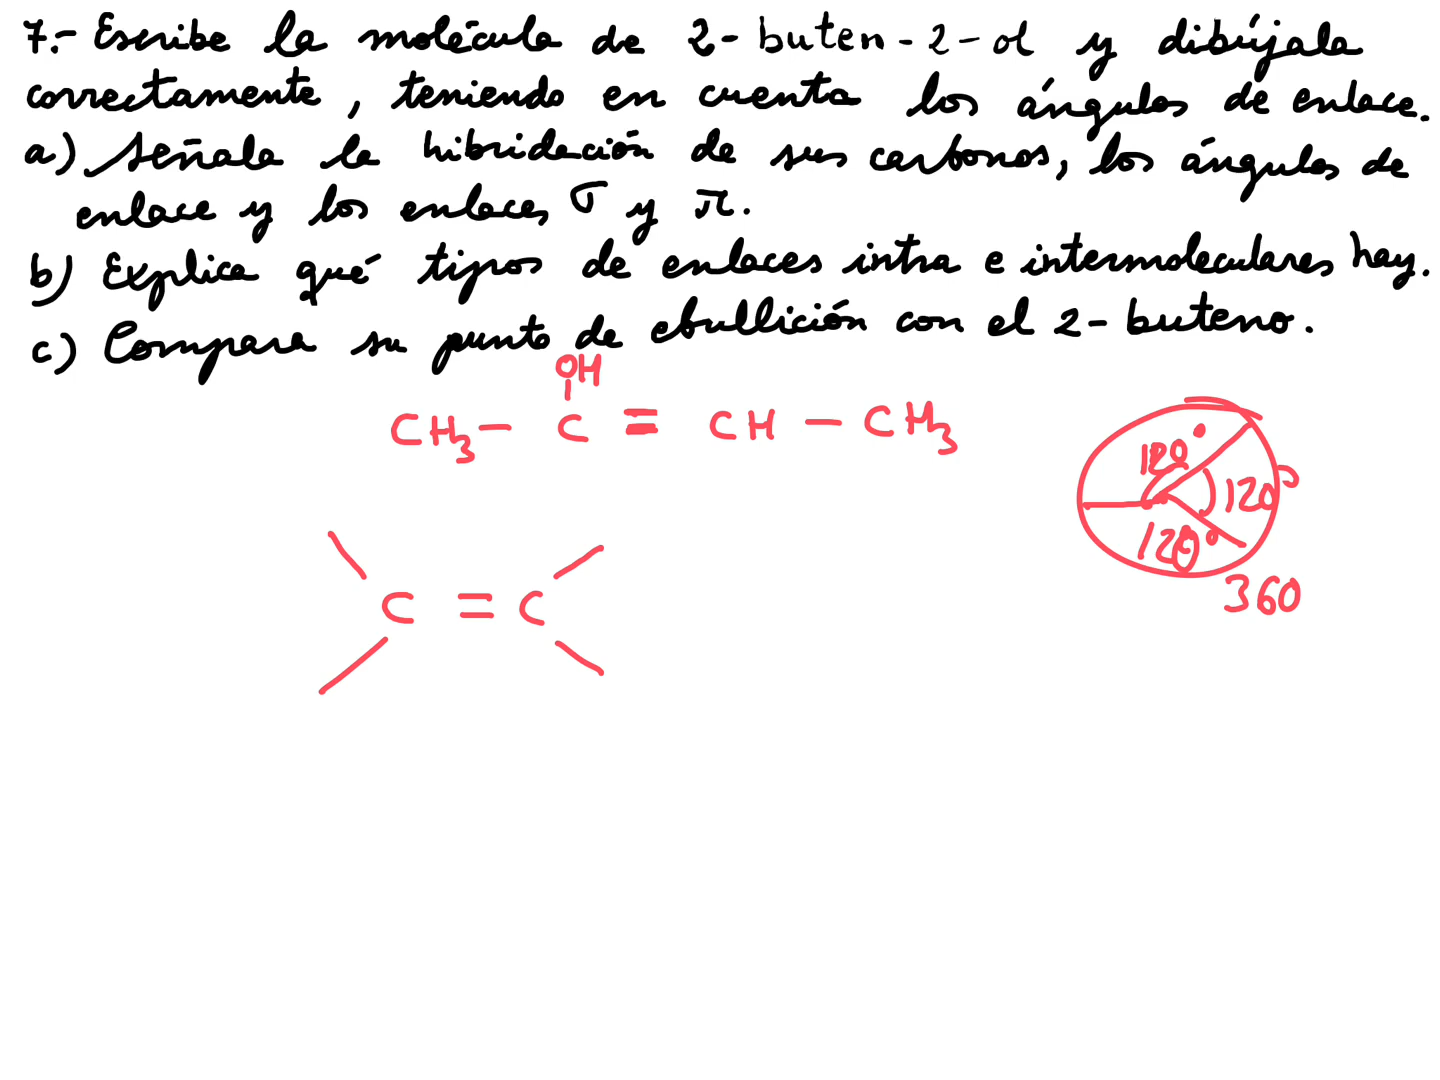 7.- Escribe la molécula de 2-buten-2-ol y dibújala
correctamente, teniendo en cuenta los ángulos de enlace.
a) Señala la hibridación de sus carbonos, los ángulos de
enlace y los enlaces σ y π.
b) Explica qué tipos de enlaces intra e intermoleculares hay.
c) Compara su punto de ebullición con el 2-buteno.
OH
CH₃ - C = CH - CH₃
120°
120°
120°
360
C = C